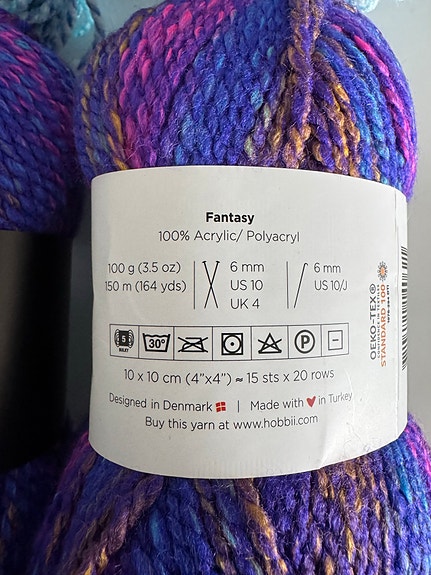 Fantasy
100% Acrylic/ Polyacryl
100 g (3.5 oz)
150 m (164 yds)
6 mm
US 10
UK 4
6 mm
US 10/J
5
BULKY
30°
P
10 x 10 cm (4"x4") ≈ 15 sts x 20 rows
Designed in Denmark | Made with ❤ in Turkey
Buy this yarn at www.hobbii.com
OEKO-TEX®
STANDARD 100